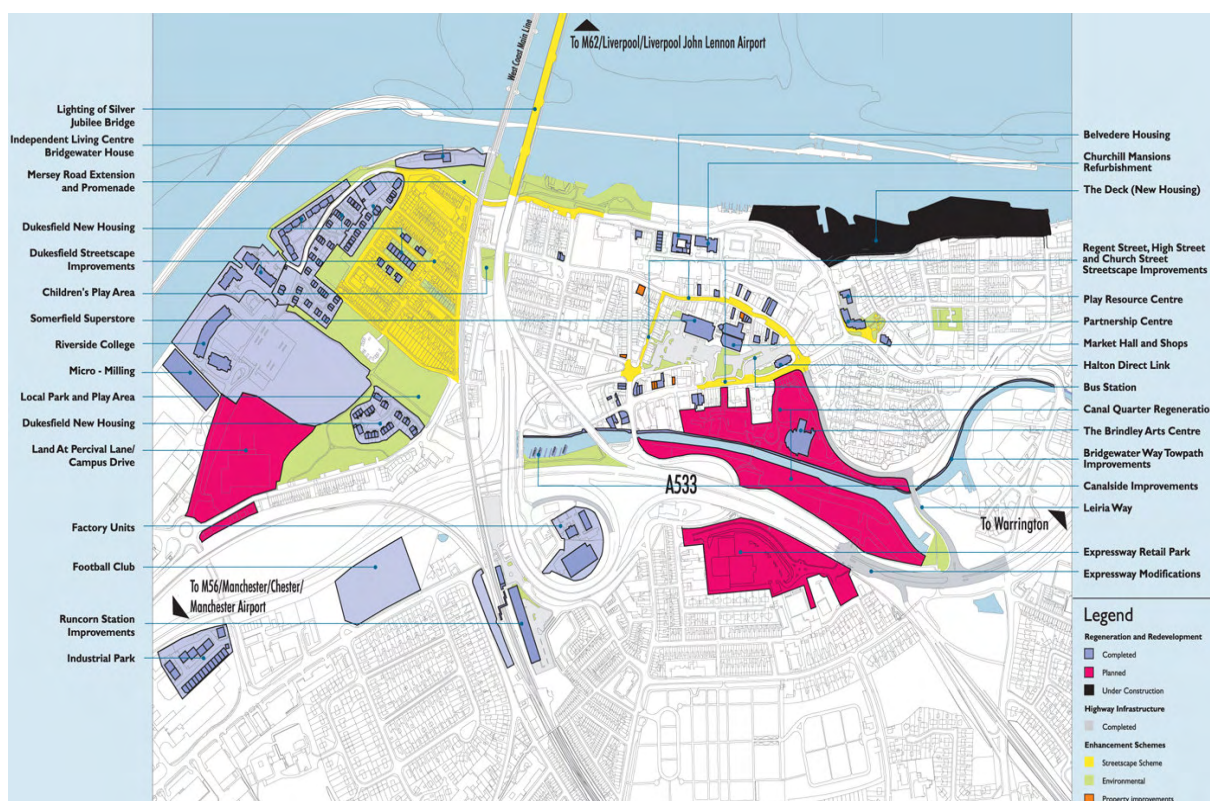 To M62/Liverpool/Liverpool John Lennon Airport
West Coast Main Line
Lighting of Silver
Jubilee Bridge
Independent Living Centre
Bridgewater House
Mersey Road Extension
and Promenade
Dukesfield New Housing
Dukesfield Streetscape
Improvements
Children's Play Area
Somerfield Superstore
Riverside College
Micro - Milling
Local Park and Play Area
Dukesfield New Housing
Land At Percival Lane/
Campus Drive
Factory Units
Football Club
To M56/Manchester/Chester/
Manchester Airport
Runcorn Station
Improvements
Industrial Park
A533
To Warrington
Belvedere Housing
Churchill Mansions
Refurbishment
The Deck (New Housing)
Regent Street, High Street
and Church Street
Streetscape Improvements
Play Resource Centre
Partnership Centre
Market Hall and Shops
Halton Direct Link
Bus Station
Canal Quarter Regeneratio
The Brindley Arts Centre
Bridgewater Way Towpath
Improvements
Canalside Improvements
Leiria Way
Expressway Retail Park
Expressway Modifications
Legend
Regeneration and Redevelopment
Completed
Planned
Under Construction
Highway Infrastructure
Completed
Enhancement Schemes
Streetscape Scheme
Environmental
Property improvements